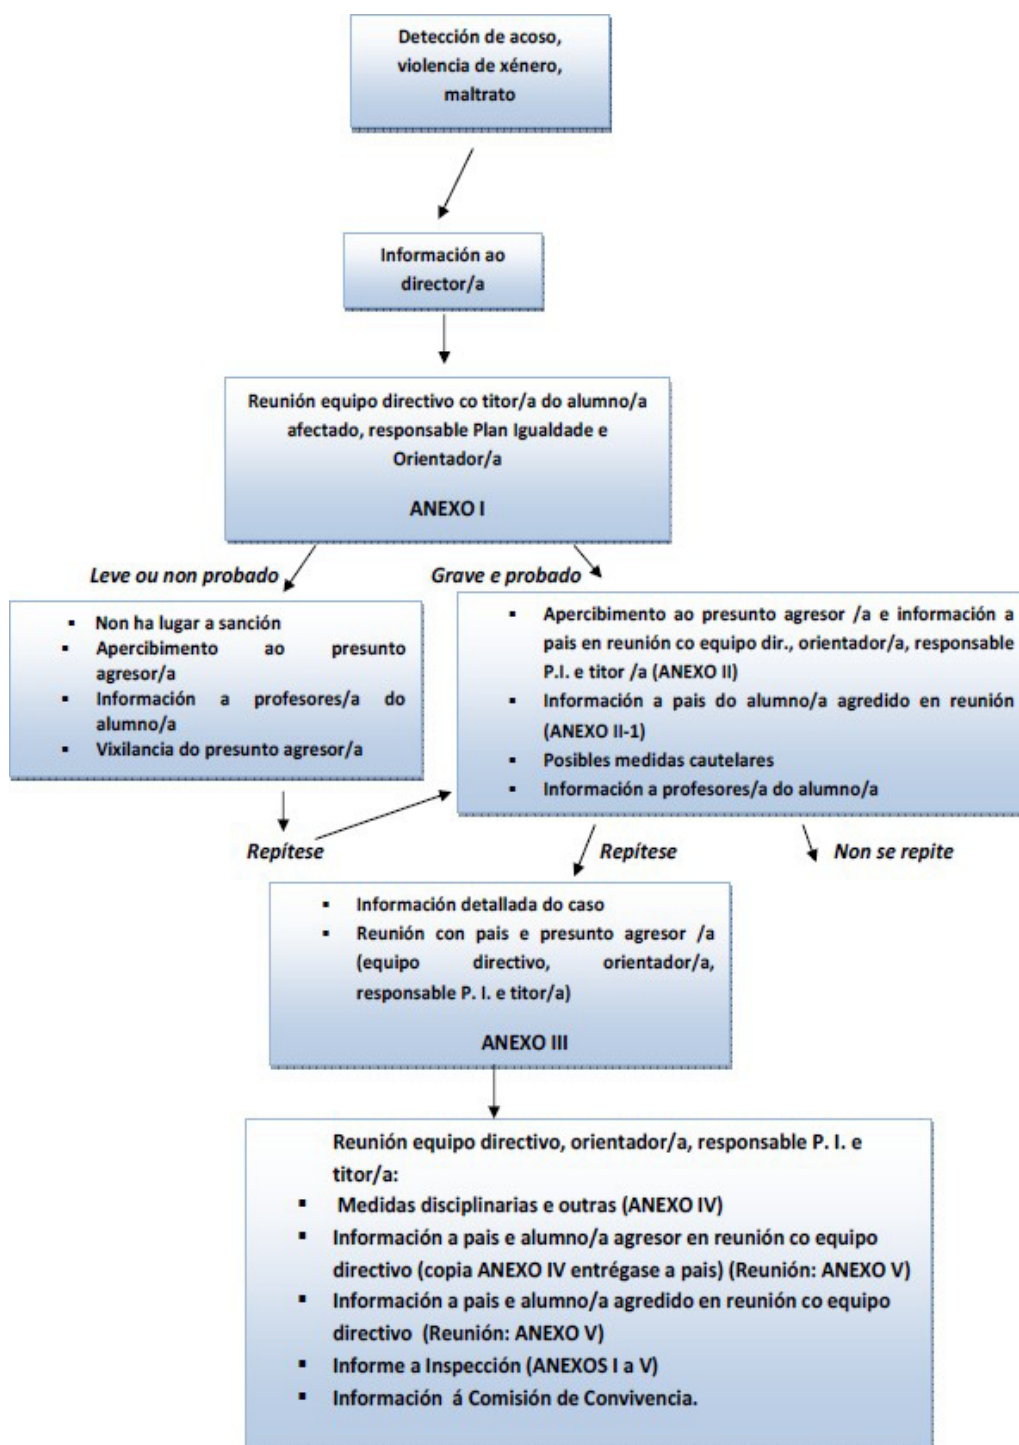 Detección de acoso,
violencia de xénero,
maltrato
Información ao
director/a
Reunión equipo directivo co titor/a do alumno/a
afectado, responsable Plan Igualdade e
Orientador/a
ANEXO I
Leve ou non probado
Grave e probado
▪ Non ha lugar a sanción
▪ Apercibimento ao presunto
agresor/a
▪ Información a profesores/a do
alumno/a
▪ Vixilancia do presunto agresor/a
▪ Apercibimento ao presunto agresor /a e información a
pais en reunión co equipo dir., orientador/a, responsable
P.I. e titor /a (ANEXO II)
▪ Información a pais do alumno/a agredido en reunión
(ANEXO II-1)
▪ Posibles medidas cautelares
▪ Información a profesores/a do alumno/a
Repítese
Repítese
Non se repite
▪ Información detallada do caso
▪ Reunión con pais e presunto agresor /a
(equipo directivo, orientador/a,
responsable P. I. e titor/a)
ANEXO III
Reunión equipo directivo, orientador/a, responsable P. I. e
titor/a:
▪ Medidas disciplinarias e outras (ANEXO IV)
▪ Información a pais e alumno/a agresor en reunión co equipo
directivo (copia ANEXO IV entrégase a pais) (Reunión: ANEXO V)
▪ Información a pais e alumno/a agredido en reunión co equipo
directivo (Reunión: ANEXO V)
▪ Informe a Inspección (ANEXOS I a V)
▪ Información á Comisión de Convivencia.